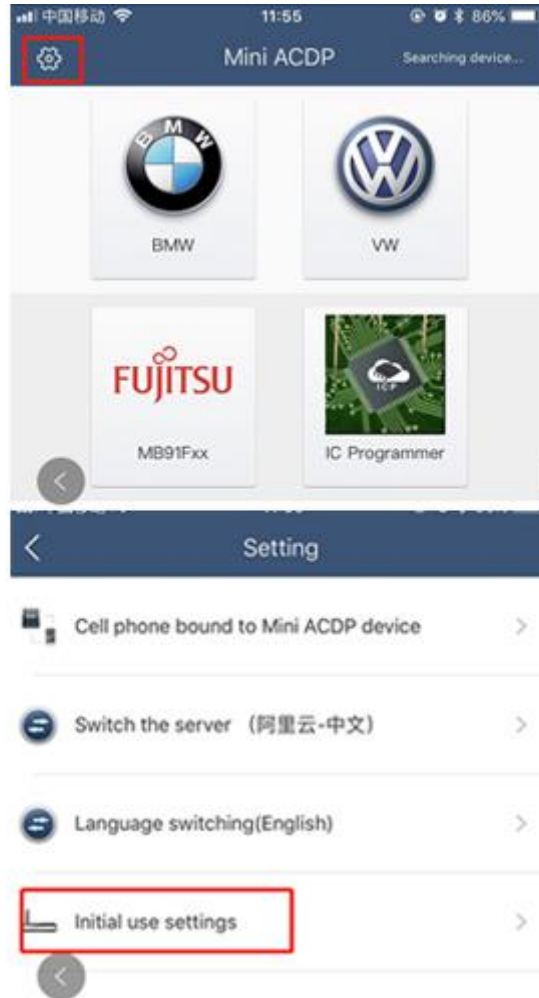 中国移动 11:55 86%
Mini ACDP Searching device...
BMW
BMW VW
FUJITSU ICP
MB91Fxx IC Programmer
Setting
Cell phone bound to Mini ACDP device
Switch the server （阿里云-中文）
Language switching(English)
Initial use settings